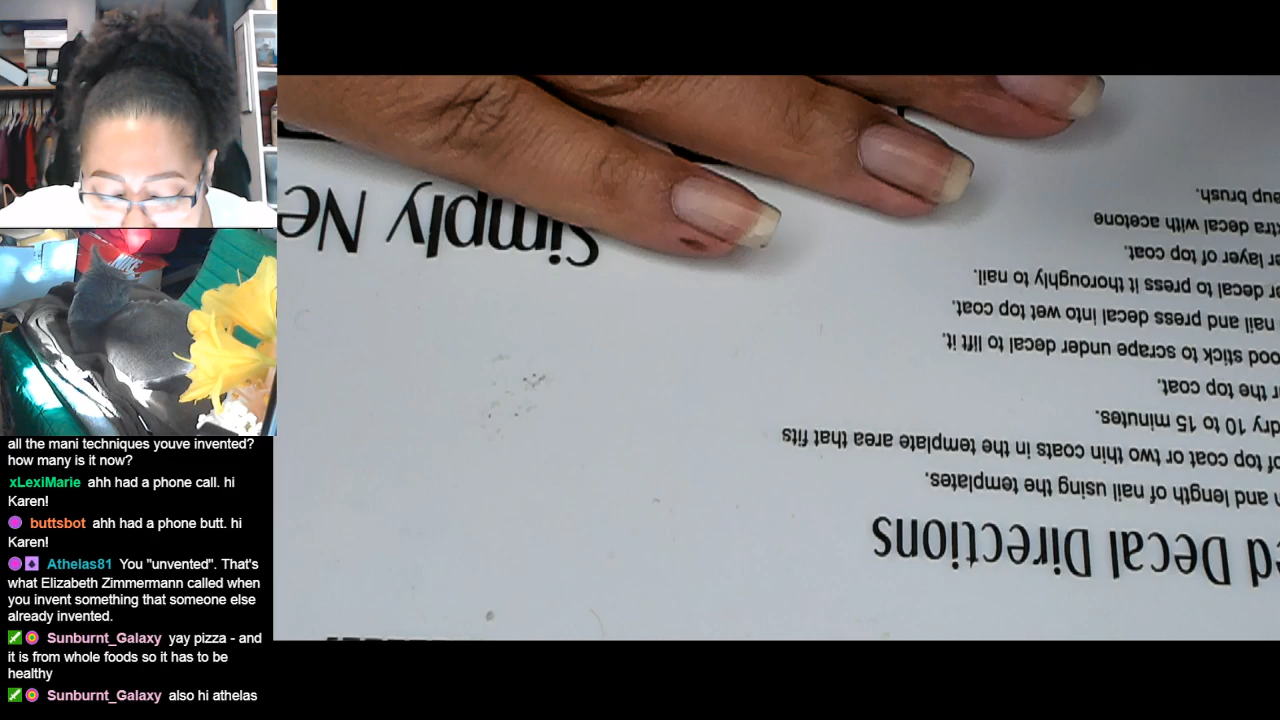 all the mani techniques youve invented?
how many is it now?
xLexiMarie ahh had a phone call. hi
Karen!
buttsbot ahh had a phone butt. hi
Karen!
Athelas81 You "unvented". That's
what Elizabeth Zimmermann called when
you invent something that someone else
already invented.
Sunburnt_Galaxy yay pizza - and
it is from whole foods so it has to be
healthy
Sunburnt_Galaxy also hi athelas
ed Decal Directions
and length of nail using the templates.
of top coat or two thin coats in the template area that fits
dry 10 to 15 minutes.
the top coat.
ood stick to scrape under decal to lift it.
nail and press decal into wet top coat.
decal to press it thoroughly to nail.
layer of top coat.
xtra decal with acetone
eup brush.
Simply Ne